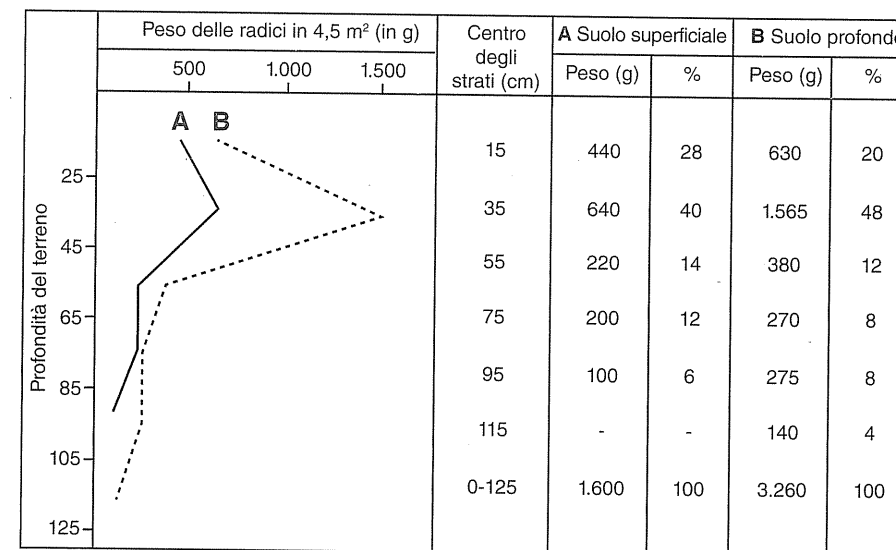 Peso delle radici in 4,5 m² (in g)
500 1.000 1.500
A B
Profondità del terreno
25
45
65
85
105
125
Centro degli strati (cm) A Suolo superficiale B Suolo profondo
Peso (g) % Peso (g) %
15 440 28 630 20
35 640 40 1.565 48
55 220 14 380 12
75 200 12 270 8
95 100 6 275 8
115 - - 140 4
0-125 1.600 100 3.260 100